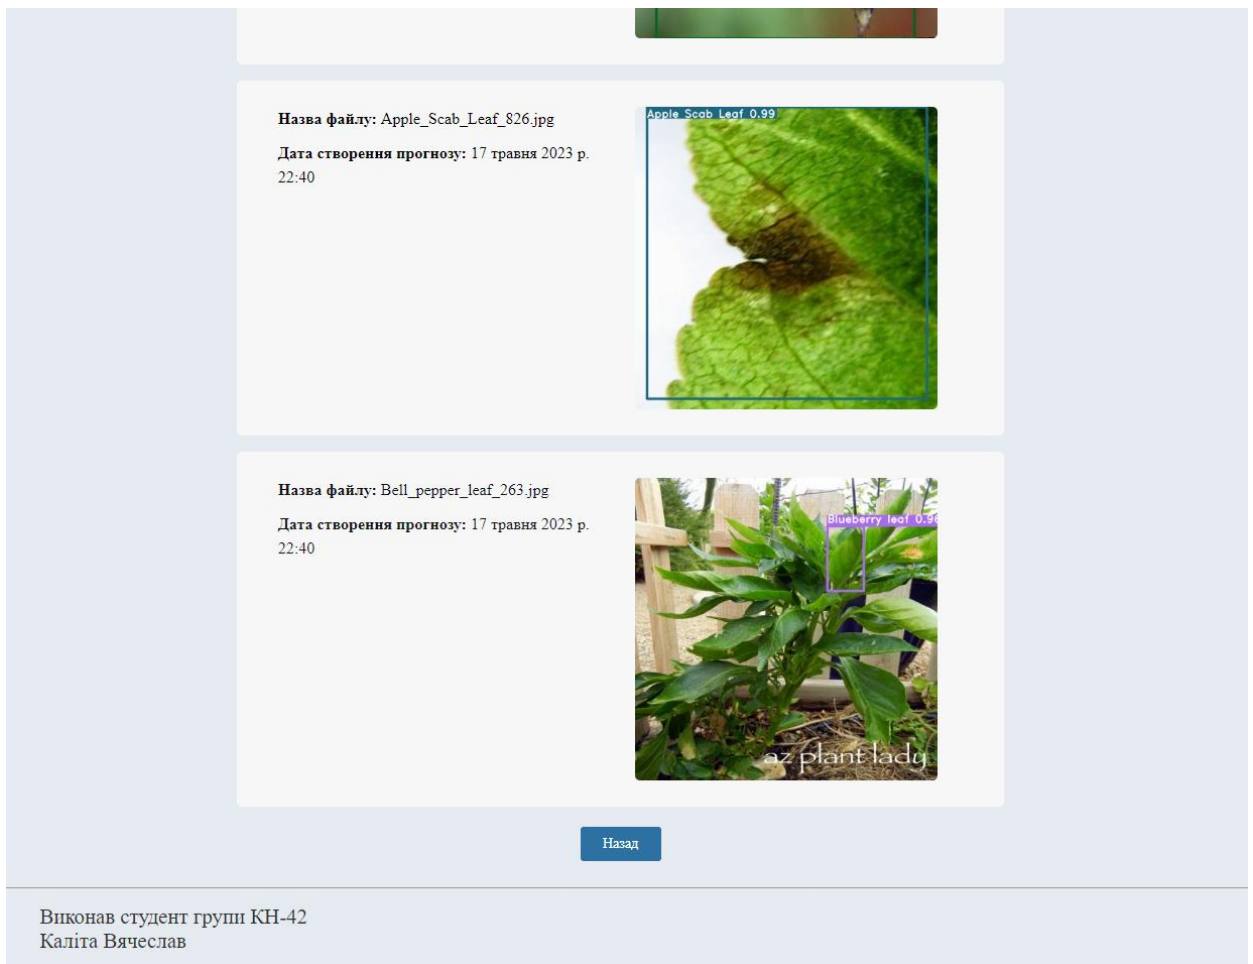 Назва файлу: Apple_Scab_Leaf_826.jpg
Дата створення прогнозу: 17 травня 2023 р.
22:40
Apple Scab Leaf 0.99
Назва файлу: Bell_pepper_leaf_263.jpg
Дата створення прогнозу: 17 травня 2023 р.
22:40
Blueberry leaf 0.96
az plant lady
Назад
Виконав студент групи КН-42
Каліта Вячеслав